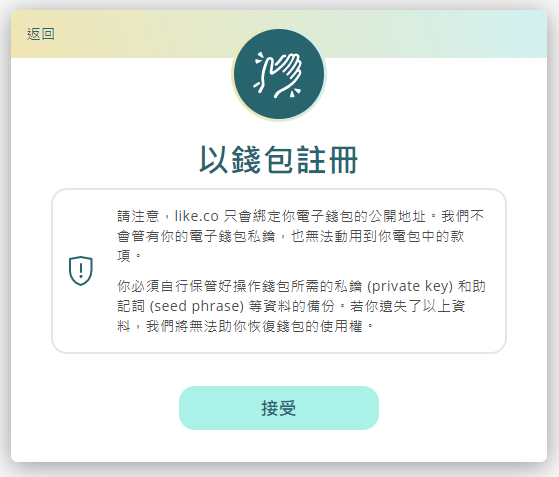 返回
以錢包註冊
請注意，like.co 只會綁定你電子錢包的公開地址。我們不
會管有你的電子錢包私鑰，也無法動用到你電包中的款
項。
你必須自行保管好操作錢包所需的私鑰 (private key) 和助
記詞 (seed phrase) 等資料的備份。若你遺失了以上資
料，我們將無法助你恢復錢包的使用權。
接受